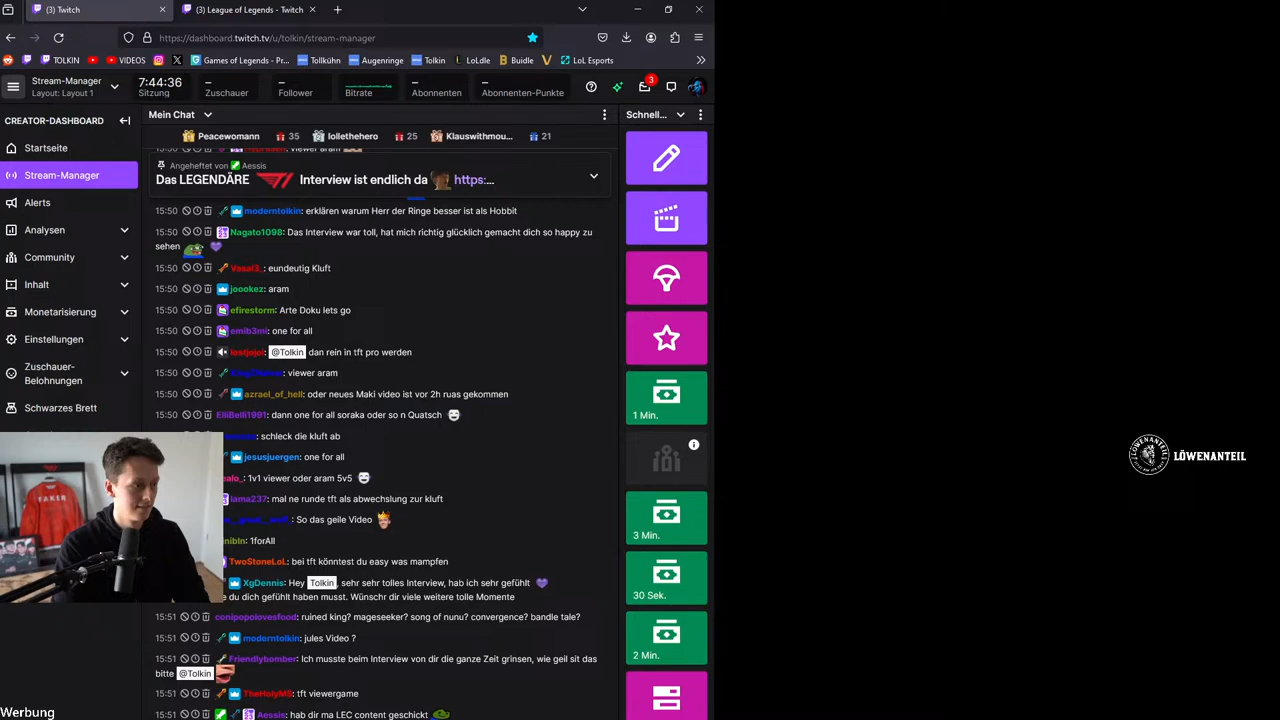 Twitch
(3) League of Legends - Twitch
https://dashboard.twitch.tv/u/tolkin/stream-manager
TOLKIN
VIDEOS
Games of Legends - Pr...
Tollkühn
Augenringe
Tolkin
LoLdle
Buidle
LoL Esports
Stream-Manager
Layout: Layout 1
7:44:36
Sitzung
–
Zuschauer
–
Follower
Bitrate
–
Abonnenten
–
Abonnenten-Punkte
3
CREATOR-DASHBOARD
Startseite
Stream-Manager
Alerts
Analysen
Community
Inhalt
Monetarisierung
Einstellungen
Zuschauer-
Belohnungen
Schwarzes Brett
Mein Chat
Peacewomann 35
lollethehero 25
Klauswithmou... 21
Angeheftet von Aessis
Das LEGENDÄRE Interview ist endlich da https:...
15:50 moderntolkin: erklären warum Herr der Ringe besser ist als Hobbit
15:50 Nagato1098: Das Interview war toll, hat mich richtig glücklich gemacht dich so happy zu
sehen
15:50 Vasal3_: eundeutig Kluft
15:50 joookez: aram
15:50 efirestorm: Arte Doku lets go
15:50 emib3mi: one for all
15:50 lostjojoi: @Tolkin dan rein in tft pro werden
15:50 viewer aram
15:50 azrael_of_hell: oder neues Maki video ist vor 2h ruas gekommen
15:50 ElliBelli1991: dann one for all soraka oder so n Quatsch
: schleck die kluft ab
jesusjuergen: one for all
: 1v1 viewer oder aram 5v5
lama237: mal ne runde tft als abwechslung zur kluft
: So das geile Video
: 1forAll
TwoStoneLoL: bei tft könntest du easy was mampfen
XgDennis: Hey Tolkin, sehr sehr tolles Interview, hab ich sehr gefühlt
du dich gefühlt haben musst. Wünschr dir viele weitere tolle Momente
15:51 conipopolovesfood: ruined king? mageseeker? song of nunu? convergence? bandle tale?
15:51 moderntolkin: jules Video ?
15:51 Friendlybomber: Ich musste beim Interview von dir die ganze Zeit grinsen, wie geil sit das
bitte @Tolkin
15:51 TheHolyMS: tft viewergame
15:51 Aessis: hab dir ma LEC content geschickt
Schnell...
1 Min.
3 Min.
30 Sek.
2 Min.
FAKER
LÖWENANTEIL
Werbung